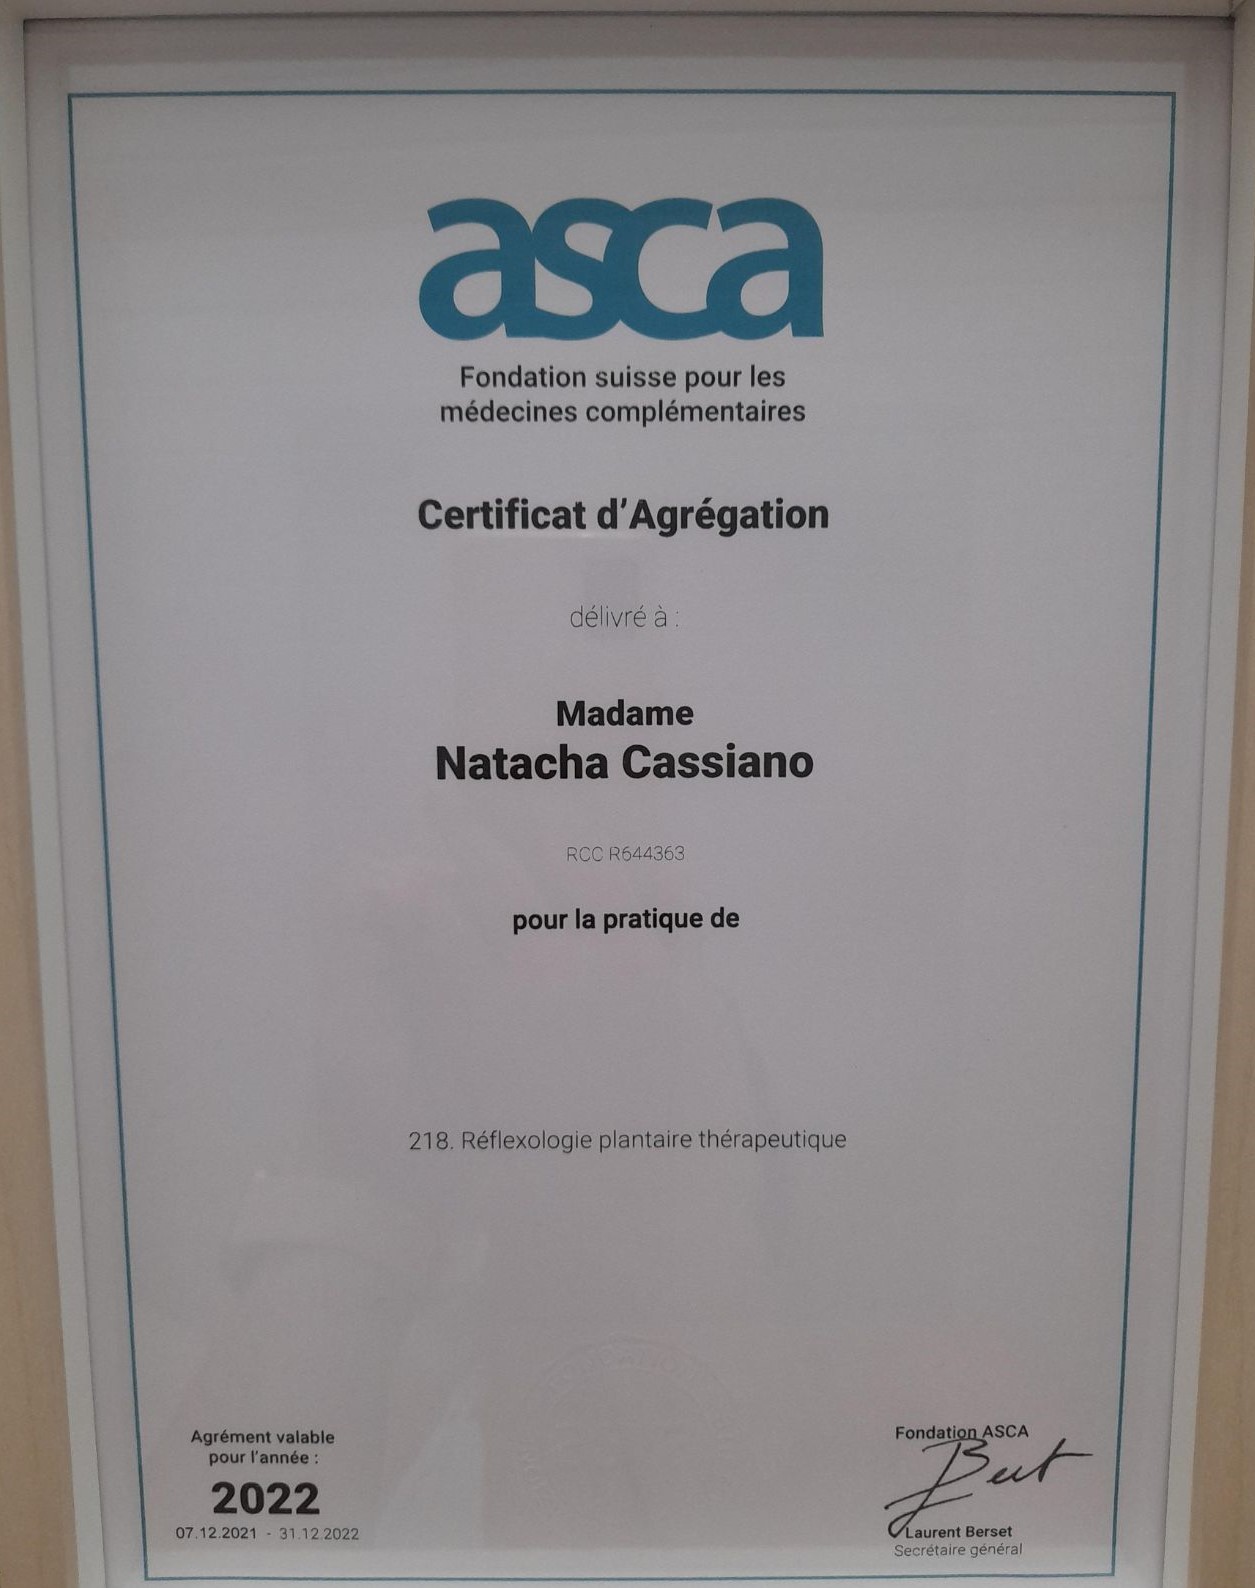 asca
Fondation suisse pour les
médecines complémentaires
Certificat d'Agrégation
délivré à :
Madame
Natacha Cassiano
RCC R644363
pour la pratique de
218. Réflexologie plantaire thérapeutique
Agrément valable
pour l'année :
2022
07.12.2021 - 31.12.2022
Fondation ASCA
Laurent Berset
Secrétaire général